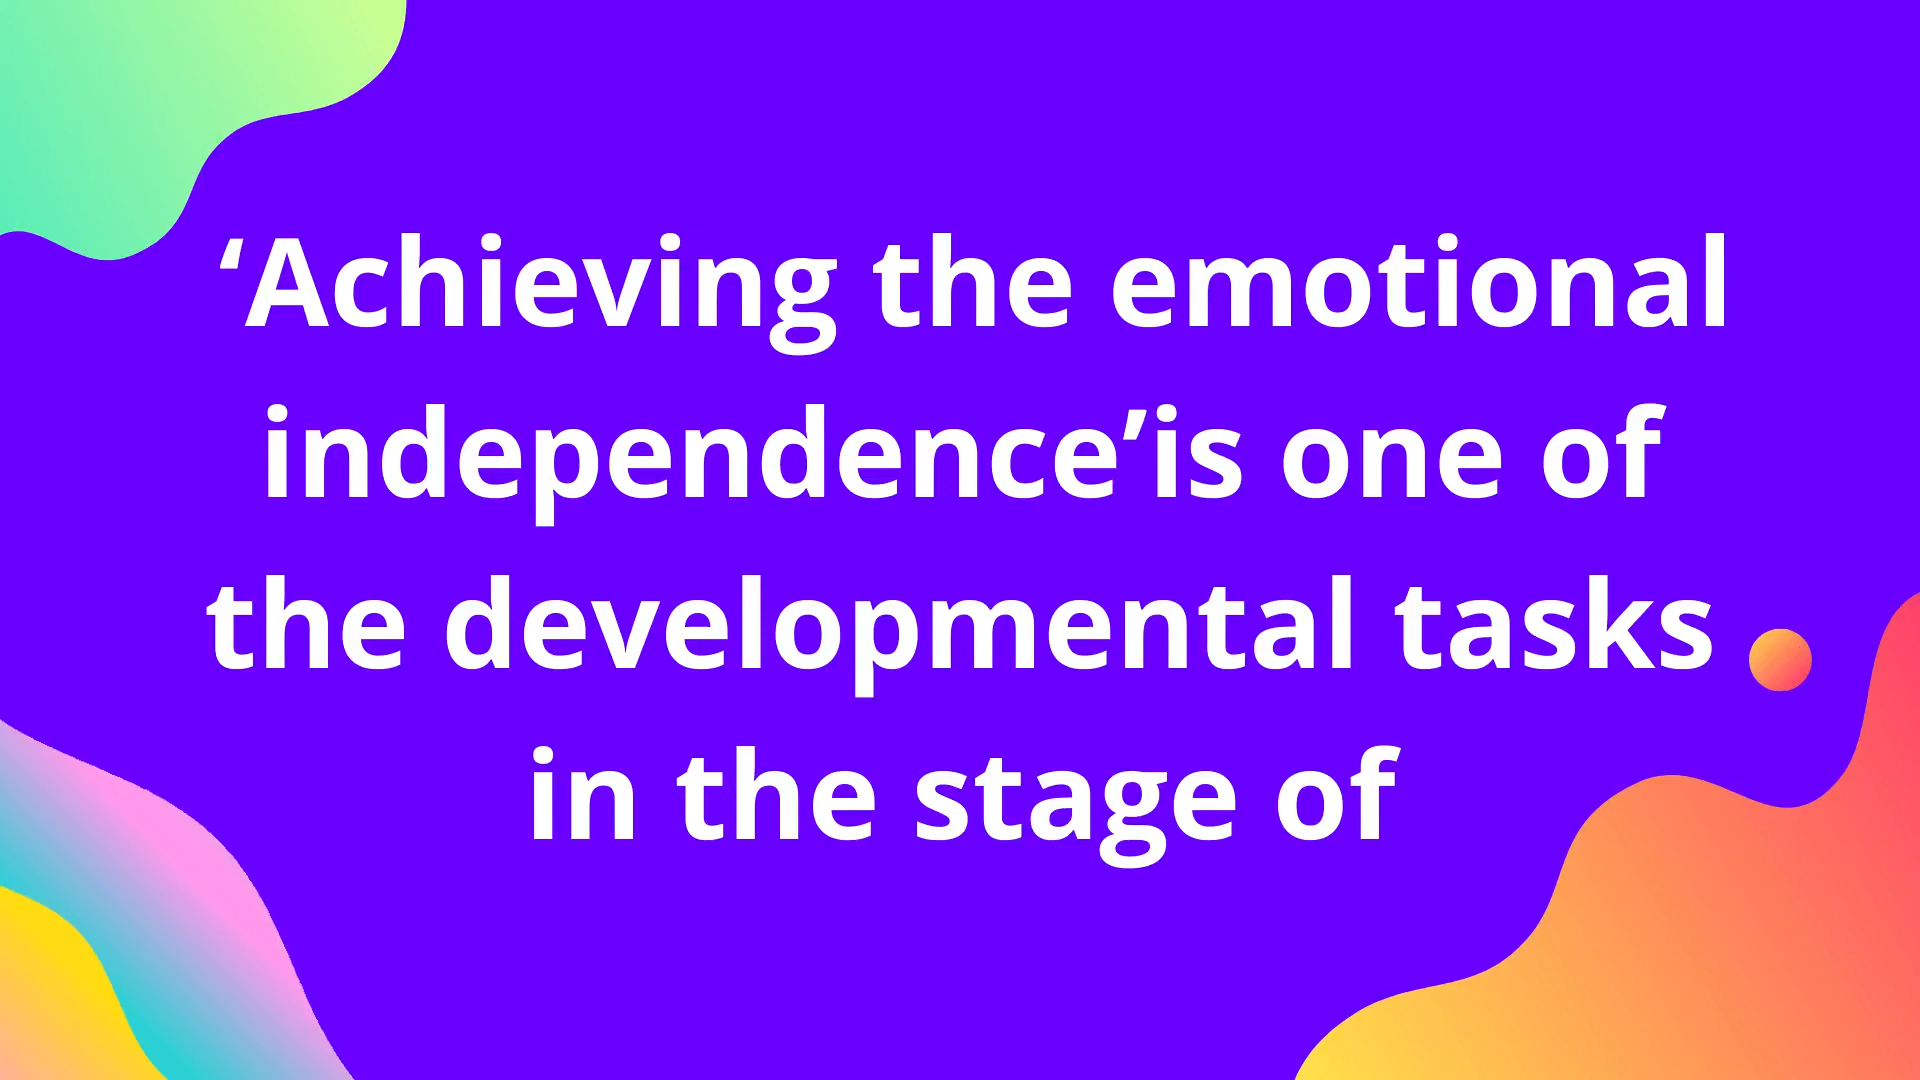 ‘Achieving the emotional
independence’is one of
the developmental tasks
in the stage of